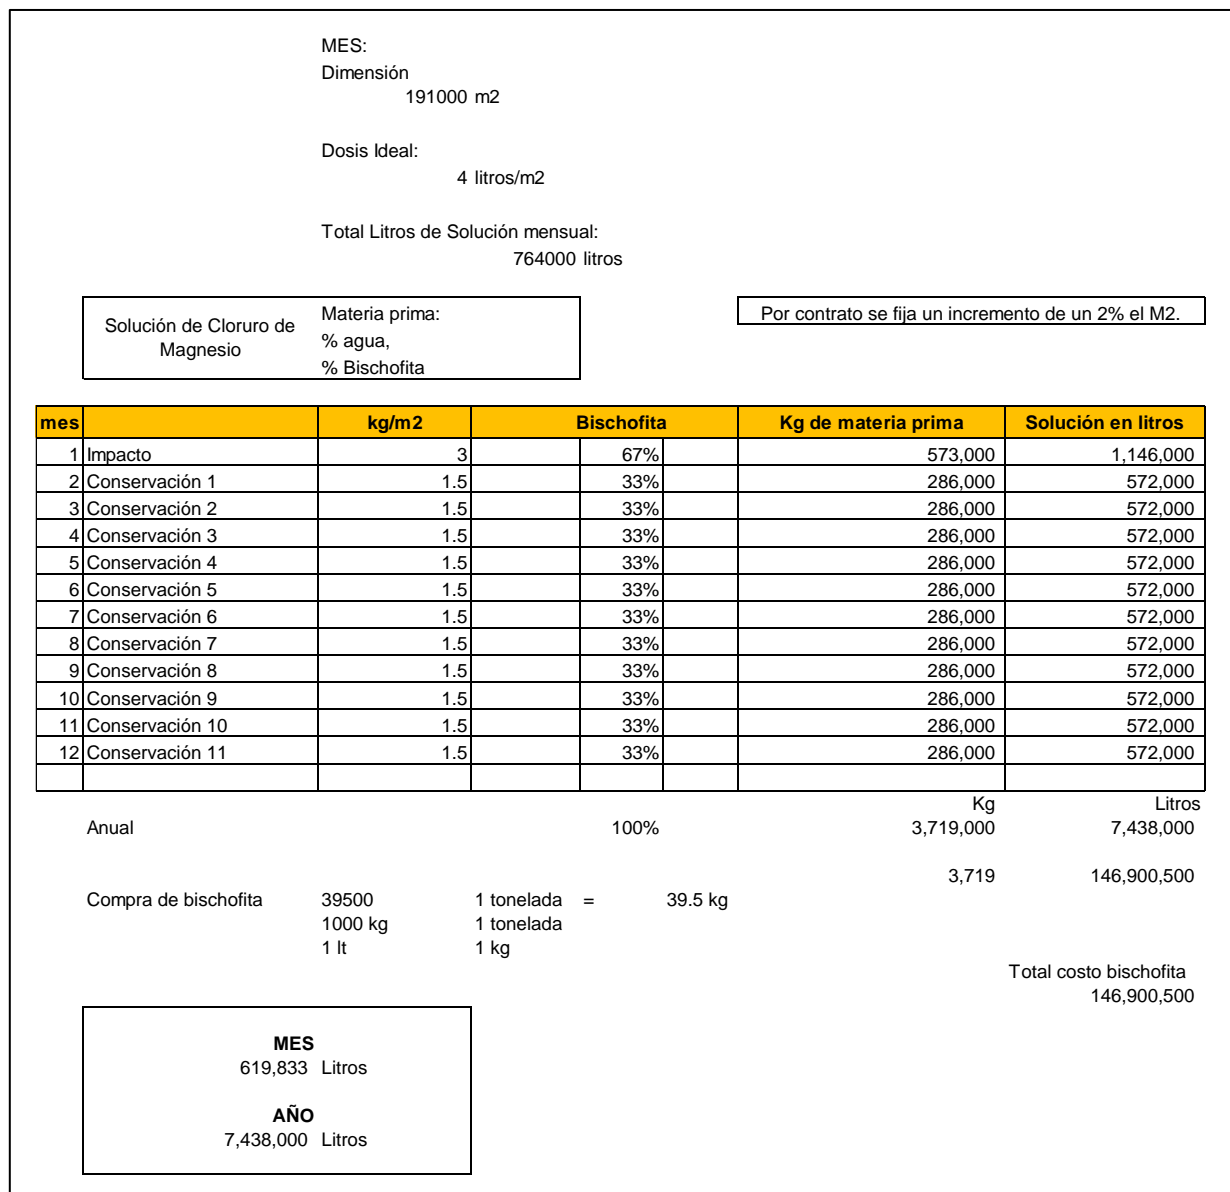 MES:
Dimensión
191000 m2
Dosis Ideal:
4 litros/m2
Total Litros de Solución mensual:
764000 litros
Solución de Cloruro de Magnesio
Materia prima:
% agua,
% Bischofita
Por contrato se fija un incremento de un 2% el M2.
mes kg/m2 Bischofita Kg de materia prima Solución en litros
1 Impacto 3 67% 573,000 1,146,000
2 Conservación 1 1.5 33% 286,000 572,000
3 Conservación 2 1.5 33% 286,000 572,000
4 Conservación 3 1.5 33% 286,000 572,000
5 Conservación 4 1.5 33% 286,000 572,000
6 Conservación 5 1.5 33% 286,000 572,000
7 Conservación 6 1.5 33% 286,000 572,000
8 Conservación 7 1.5 33% 286,000 572,000
9 Conservación 8 1.5 33% 286,000 572,000
10 Conservación 9 1.5 33% 286,000 572,000
11 Conservación 10 1.5 33% 286,000 572,000
12 Conservación 11 1.5 33% 286,000 572,000
Kg Litros
Anual 100% 3,719,000 7,438,000
3,719 146,900,500
Compra de bischofita 39500 1 tonelada = 39.5 kg
1000 kg 1 tonelada
1 lt 1 kg
Total costo bischofita
146,900,500
MES
619,833 Litros
AÑO
7,438,000 Litros